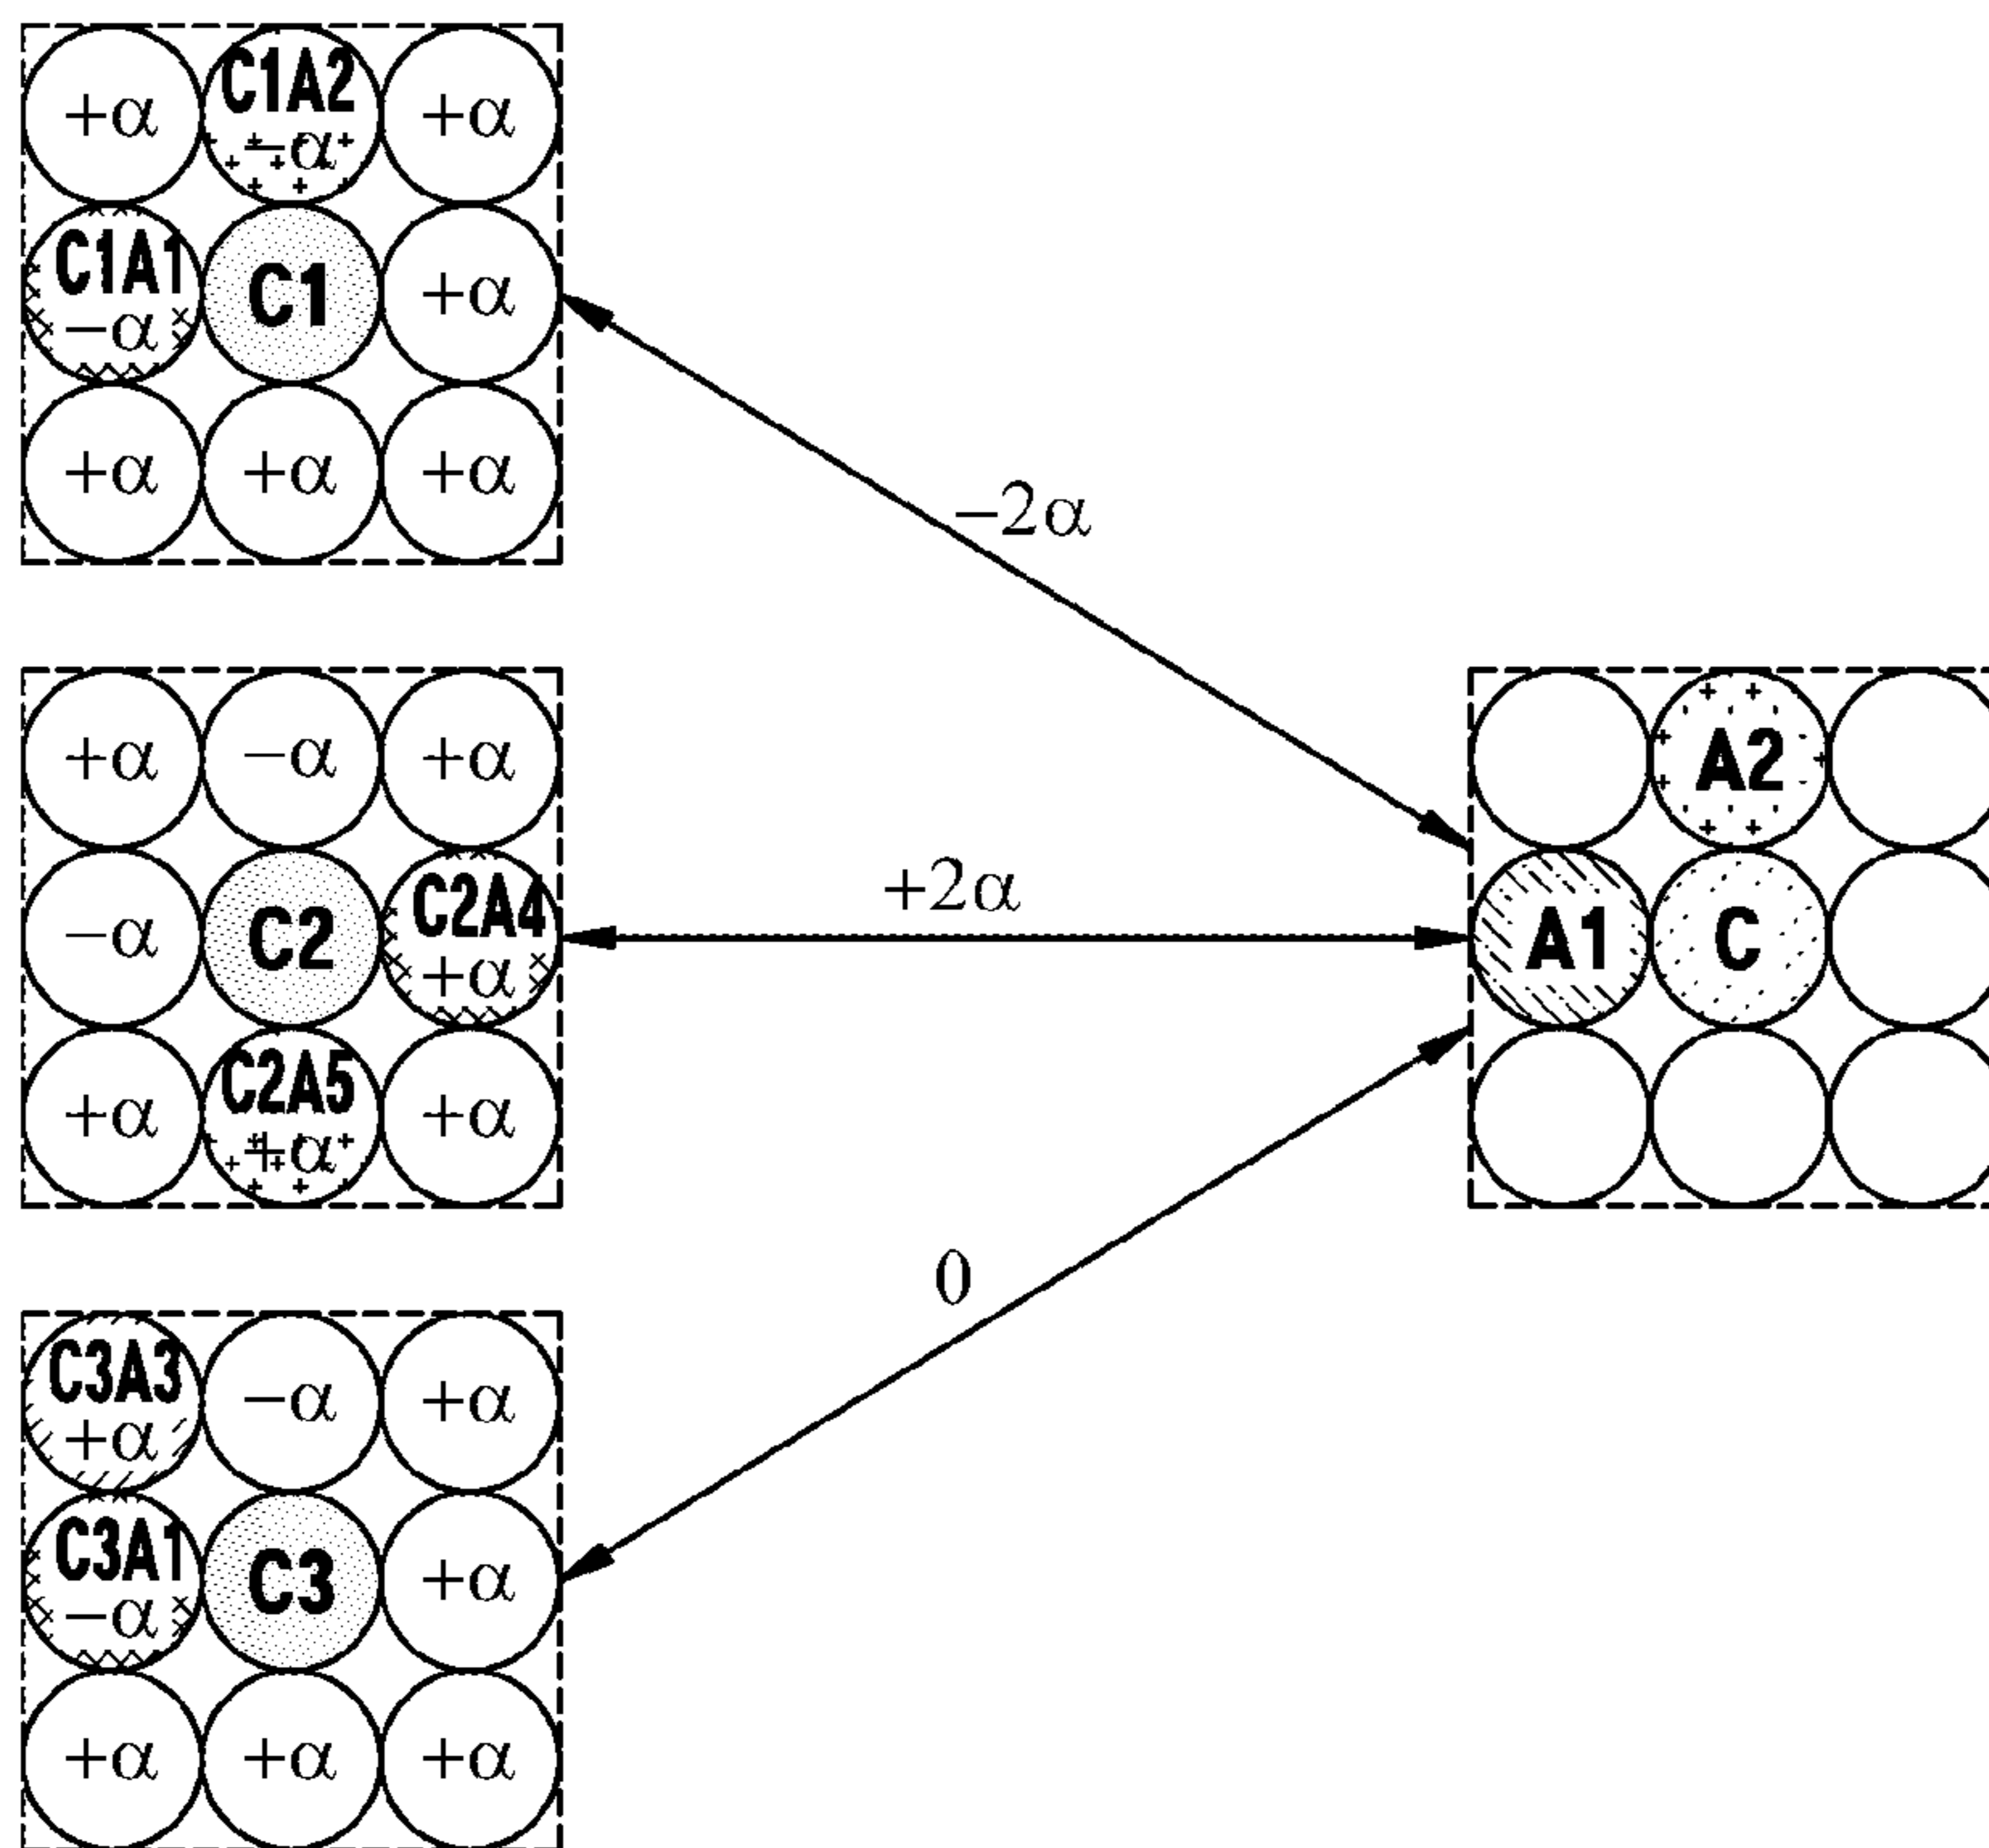 +α C1A2 +α
−α
C1A1 C1 +α
−α
+α +α +α
−2α
+α −α +α
A2
−α C2 C2A4
+α
+2α
A1 C
+α C2A5 +α
+α
0
C3A3 −α +α
+α
C3A1 C3 +α
−α
+α +α +α